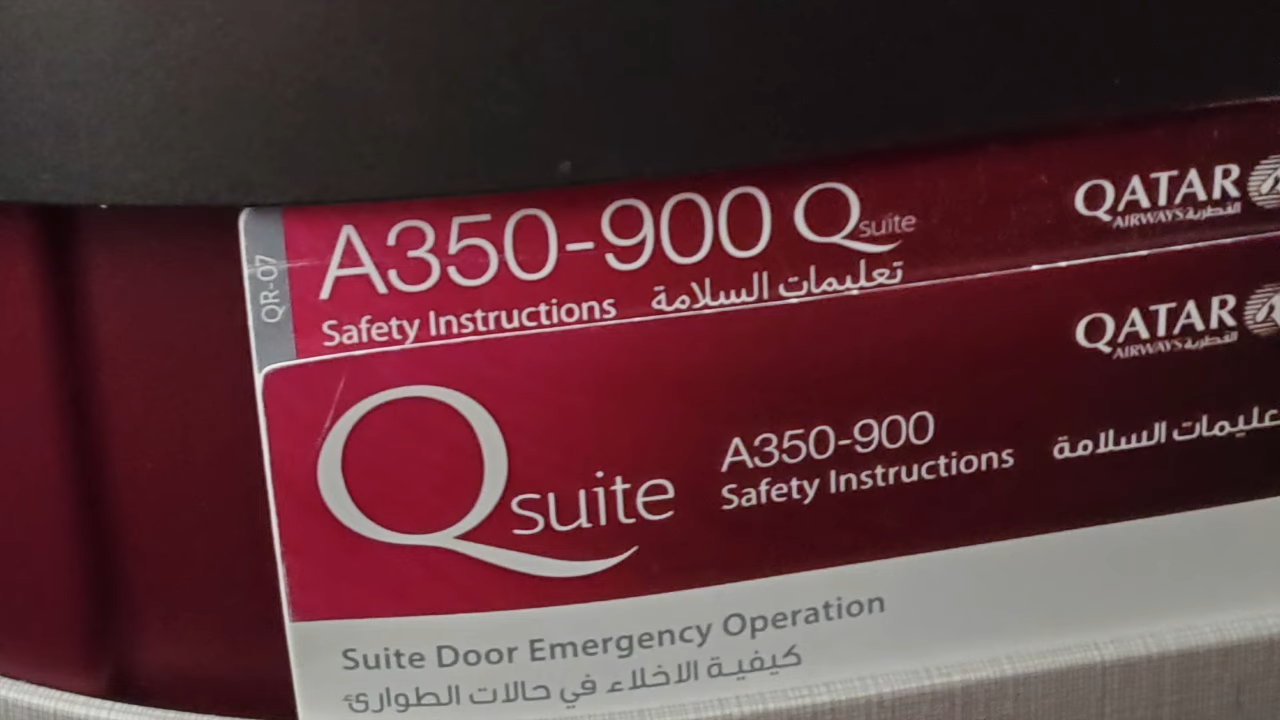 QR-07
A350-900 Qsuite
Safety Instructions تعليمات السلامة
QATAR
AIRWAYS القطرية
Qsuite
A350-900
Safety Instructions
السلامة
QATAR
AIRWAYS القطرية
Suite Door Emergency Operation
كيفية الاخلاء في حالات الطوارئ